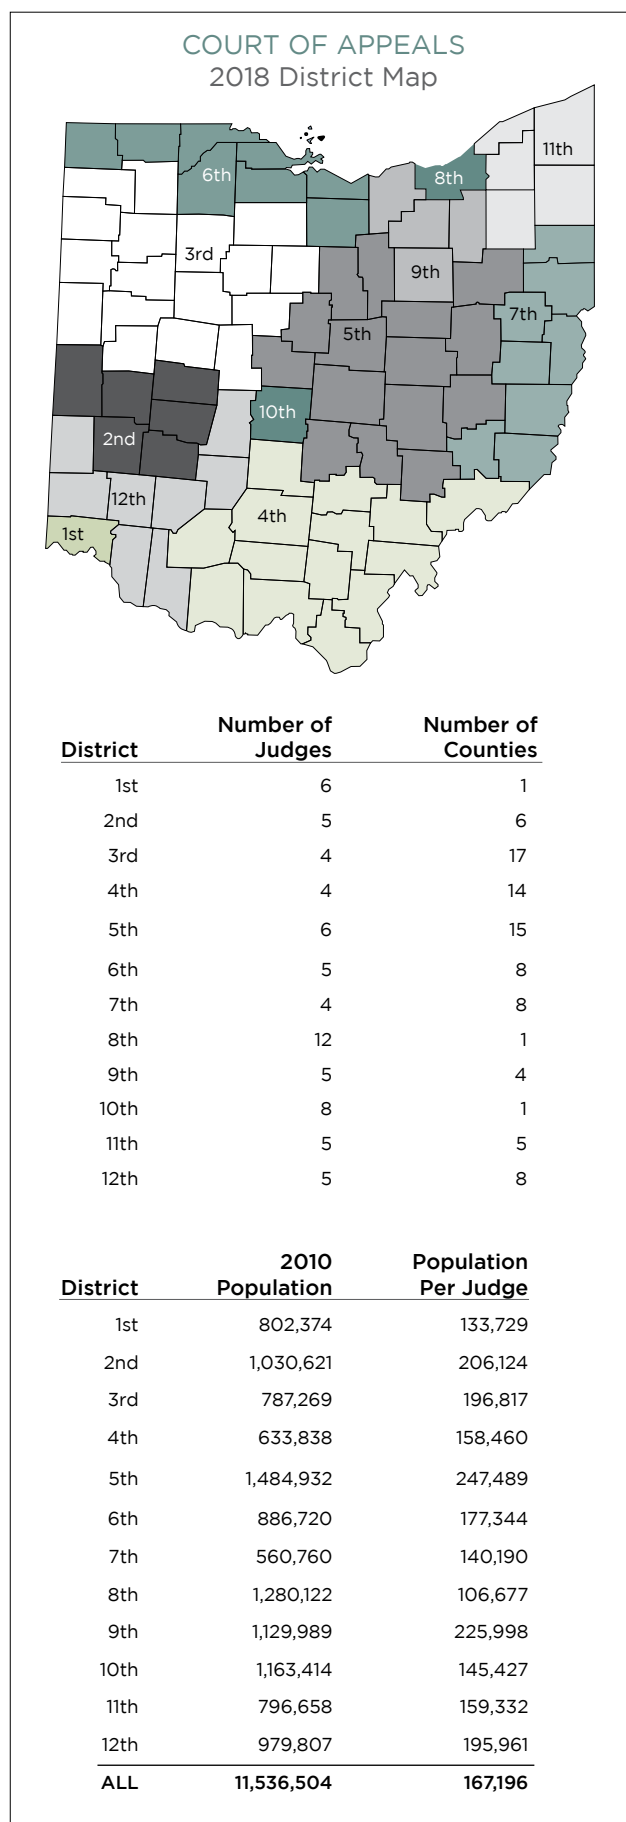 COURT OF APPEALS
2018 District Map
11th
8th
6th
3rd
9th
7th
5th
10th
2nd
12th
4th
1st
District Number of Judges Number of Counties
1st 6 1
2nd 5 6
3rd 4 17
4th 4 14
5th 6 15
6th 5 8
7th 4 8
8th 12 1
9th 5 4
10th 8 1
11th 5 5
12th 5 8
District 2010 Population Population Per Judge
1st 802,374 133,729
2nd 1,030,621 206,124
3rd 787,269 196,817
4th 633,838 158,460
5th 1,484,932 247,489
6th 886,720 177,344
7th 560,760 140,190
8th 1,280,122 106,677
9th 1,129,989 225,998
10th 1,163,414 145,427
11th 796,658 159,332
12th 979,807 195,961
ALL 11,536,504 167,196